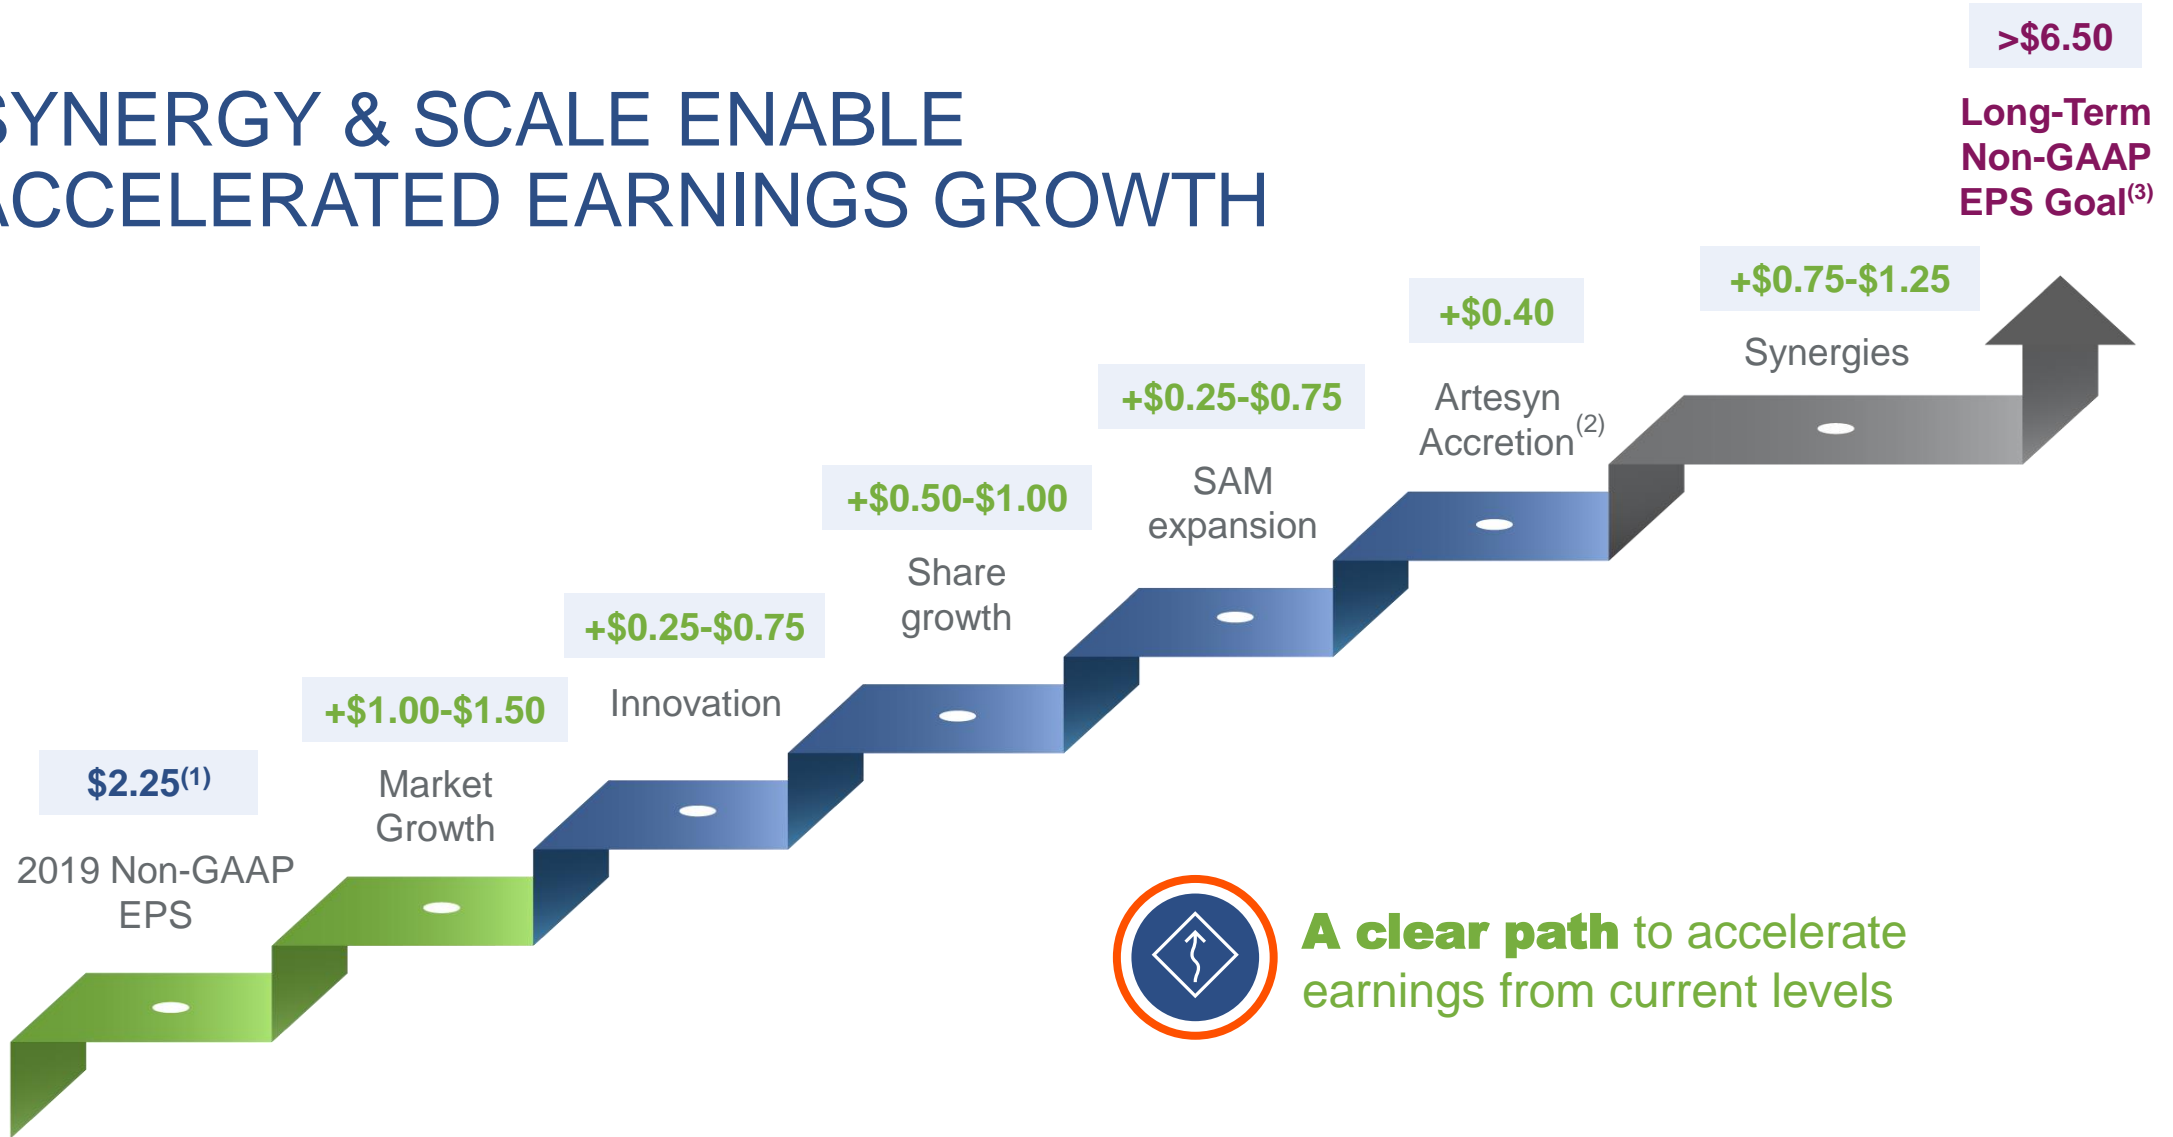 >$6.50
SYNERGY & SCALE ENABLE
ACCELERATED EARNINGS GROWTH
Long-Term
Non-GAAP
EPS Goal(3)
+$0.75-$1.25
Synergies
+$0.40
Artesyn
Accretion(2)
+$0.25-$0.75
SAM
expansion
+$0.50-$1.00
Share
growth
+$0.25-$0.75
Innovation
+$1.00-$1.50
Market
Growth
$2.25(1)
2019 Non-GAAP
EPS
A clear path to accelerate
earnings from current levels